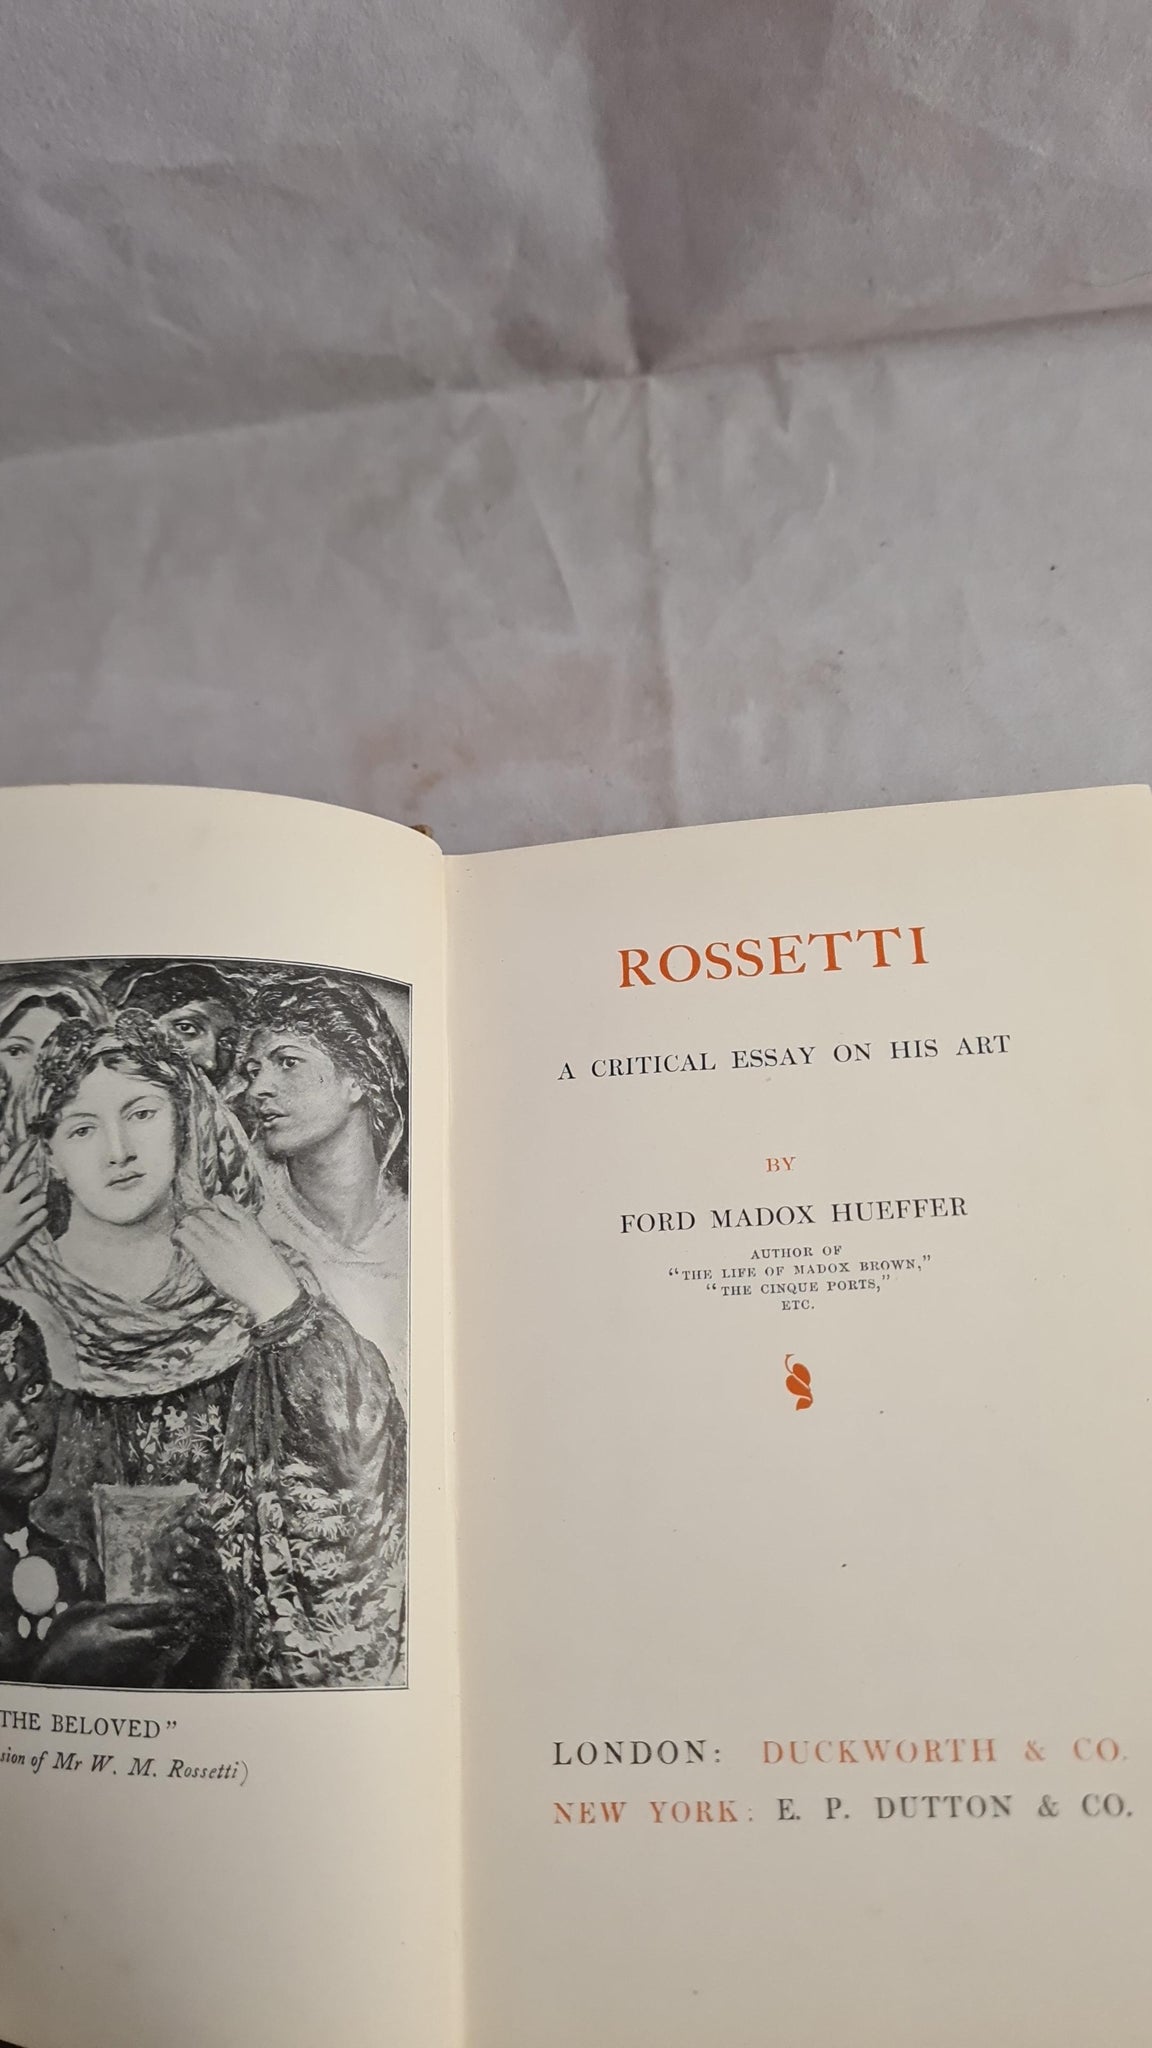 THE BELOVED"
sion of Mr W. M. Rossetti)
ROSSETTI
A CRITICAL ESSAY ON HIS ART
BY
FORD MADOX HUEFFER
AUTHOR OF
"THE LIFE OF MADOX BROWN,"
"THE CINQUE PORTS,"
ETC.
LONDON: DUCKWORTH & CO.
NEW YORK: E. P. DUTTON & CO.